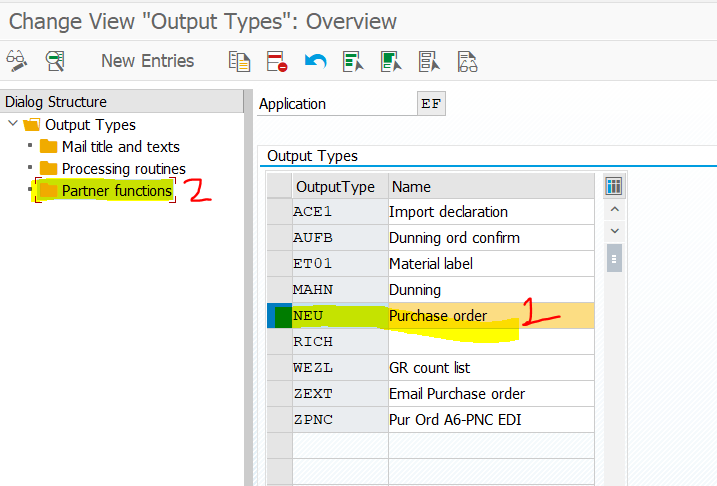 Change View "Output Types": Overview
New Entries
Dialog Structure
Output Types
Mail title and texts
Processing routines
Partner functions 2
Application EF
Output Types
OutputType Name
ACE1 Import declaration
AUFB Dunning ord confirm
ET01 Material label
MAHN Dunning
NEU Purchase order 1
RICH
WEZL GR count list
ZEXT Email Purchase order
ZPNC Pur Ord A6-PNC EDI